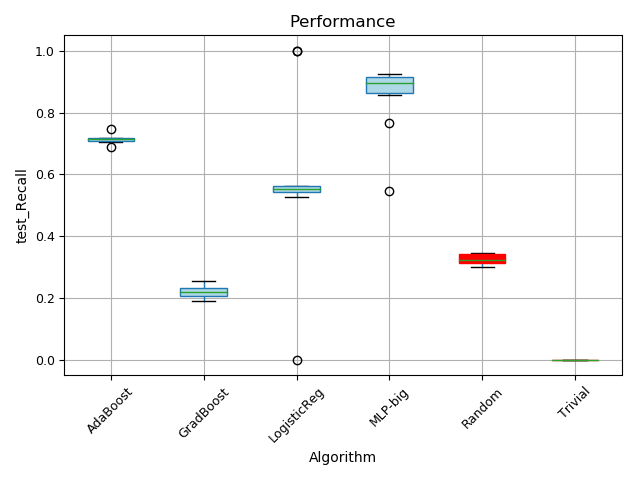 Performance
1.0
0.8
0.6
0.4
0.2
0.0
test_Recall
AdaBoost
GradBoost
LogisticReg
MLP-big
Random
Trivial
Algorithm